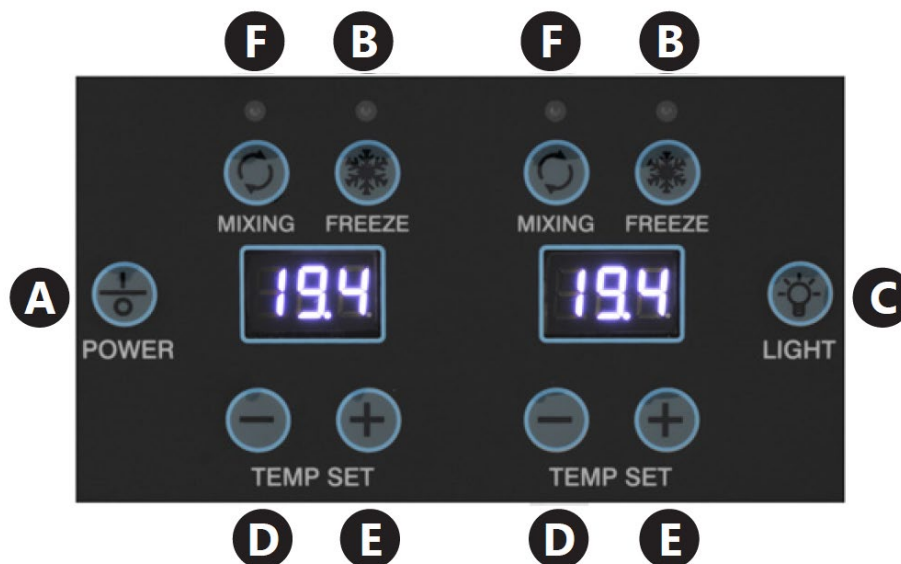 F B F B
MIXING FREEZE MIXING FREEZE
19.4 19.4
A C
POWER LIGHT
- + - +
TEMP SET TEMP SET
D E D E